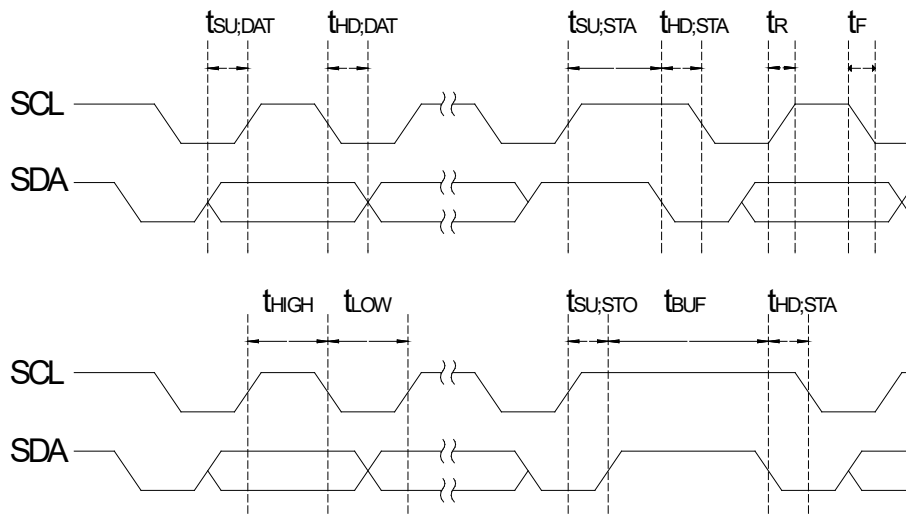 tSU;DAT tHD;DAT tSU;STA tHD;STA tR tF
SCL
SDA
tHIGH tLOW tSU;STO tBUF tHD;STA
SCL
SDA